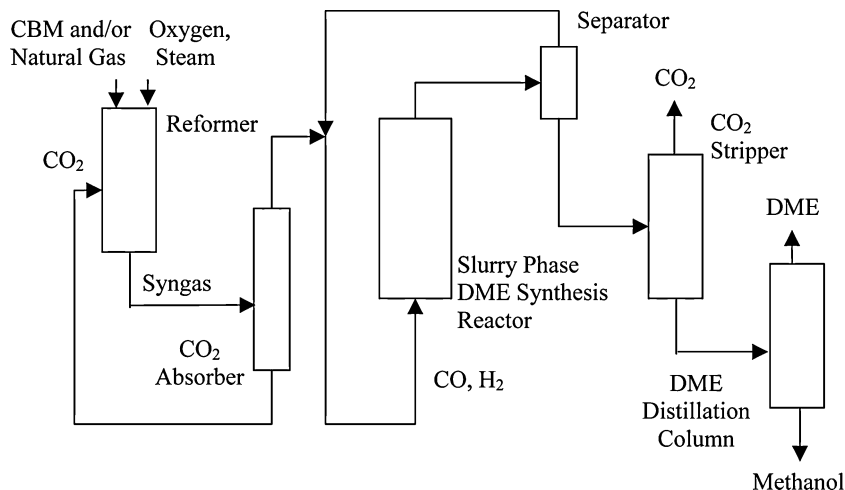 CBM and/or
Natural Gas
Oxygen,
Steam
Separator
Reformer
CO₂
CO₂
CO₂
Stripper
DME
Syngas
Slurry Phase
DME Synthesis
Reactor
CO₂
Absorber
CO, H₂
DME
Distillation
Column
Methanol